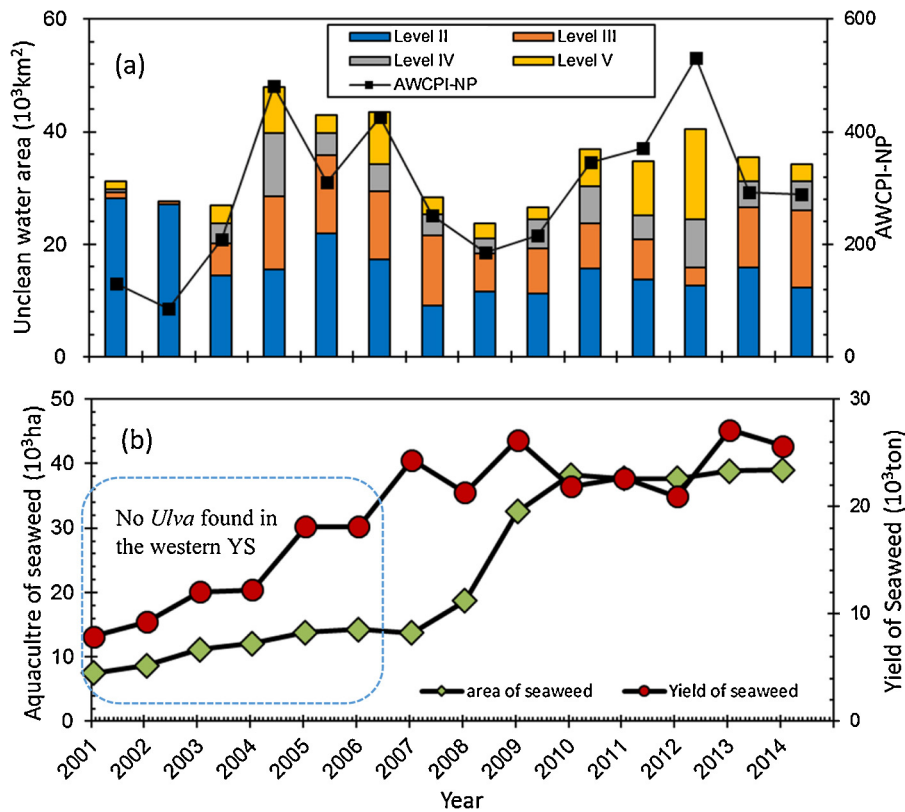 60
40
20
0
Unclean water area (10³km²)
(a)
Level II
Level III
Level IV
Level V
AWCPI-NP
600
400
200
0
AWCPI-NP
50
40
30
20
10
0
Aquacultre of seaweed (10³ha)
(b)
No Ulva found in
the western YS
area of seaweed
Yield of seaweed
30
20
10
0
Yield of Seaweed (10³ton)
2001
2002
2003
2004
2005
2006
2007
2008
2009
2010
2011
2012
2013
2014
Year